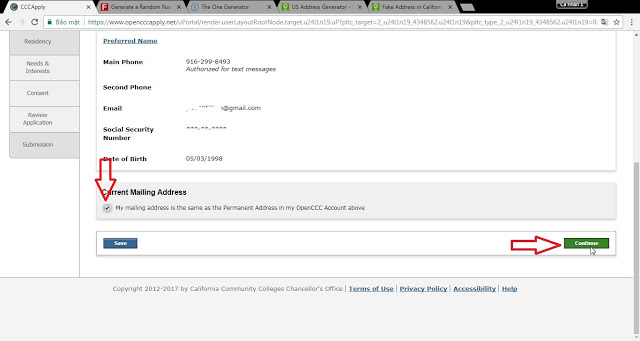 CCCApply
Generate a Random Na
The One Generator
US Address Generator -
Fake Address in Californi
Cá nhân 1
Bảo mật
https://www.openccc.net/uPortal/render.userLayoutRootNode.target.u24l1n19.uP?pltc_target=2_u24l1n19_4348562.u24l1n19&pltc_type_2_u24l1n19_4348562.u24l1n19=R
Residency
Needs &
Interests
Consent
Review
Application
Submission
Preferred Name
Main Phone 916-299-8493
Authorized for text messages
Second Phone
Email @gmail.com
Social Security ***-**-****
Number
Date of Birth 05/03/1998
Current Mailing Address
My mailing address is the same as the Permanent Address in my OpenCCC Account above
Save Continue
Copyright 2012-2017 by California Community Colleges Chancellor's Office | Terms of Use | Privacy Policy | Accessibility | Help